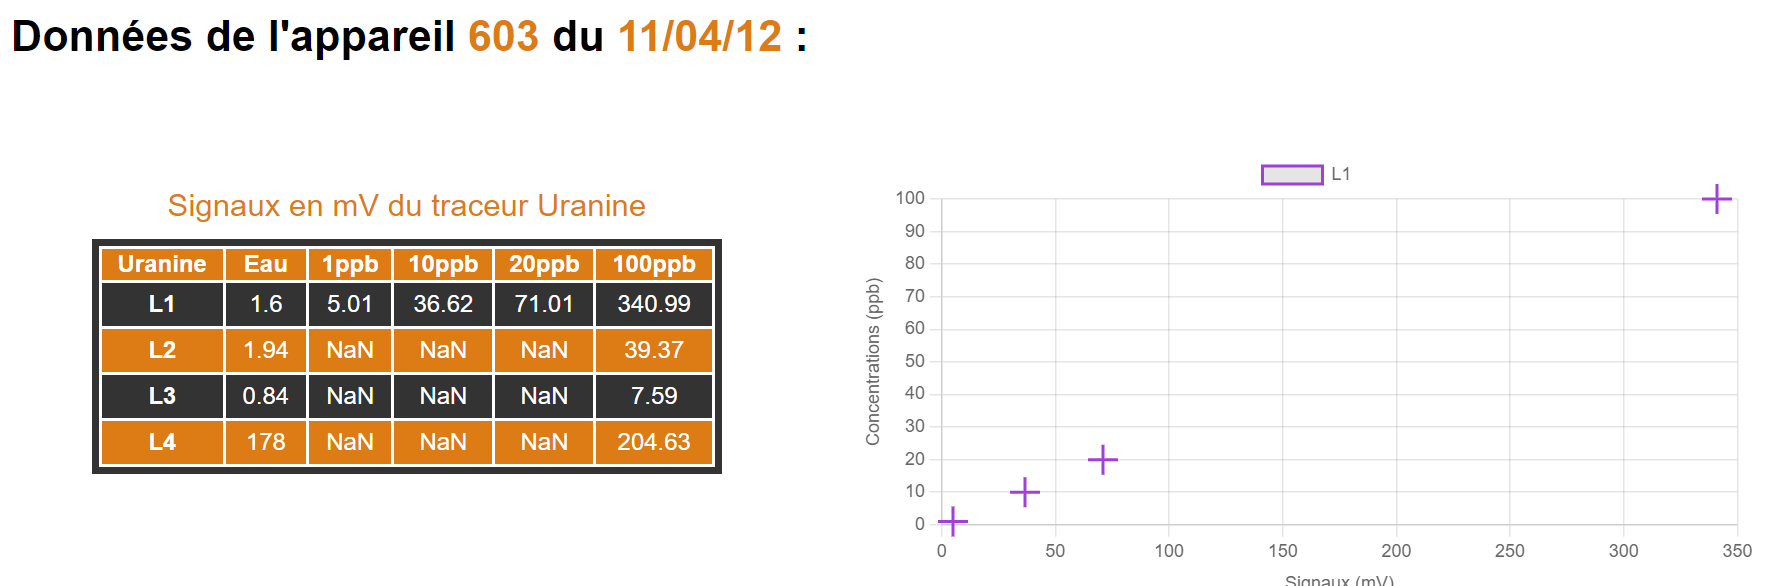 Données de l'appareil 603 du 11/04/12 :
Signaux en mV du traceur Uranine
Uranine Eau 1ppb 10ppb 20ppb 100ppb
L1 1.6 5.01 36.62 71.01 340.99
L2 1.94 NaN NaN NaN 39.37
L3 0.84 NaN NaN NaN 7.59
L4 178 NaN NaN NaN 204.63
L1
Concentrations (ppb)
100
90
80
70
60
50
40
30
20
10
0
0 50 100 150 200 250 300 350
Signaux (mV)